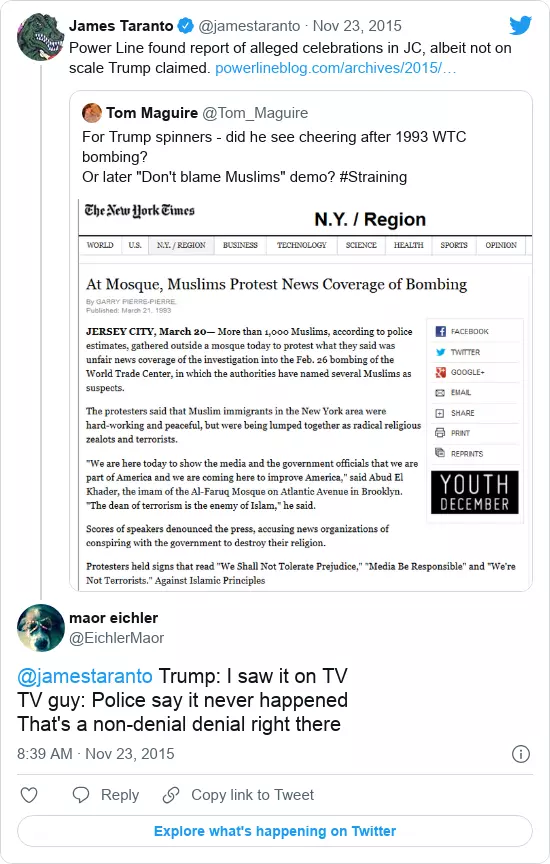 James Taranto @jamestaranto · Nov 23, 2015
Power Line found report of alleged celebrations in JC, albeit not on
scale Trump claimed. powerlineblog.com/archives/2015/…
Tom Maguire @Tom_Maguire
For Trump spinners - did he see cheering after 1993 WTC
bombing?
Or later "Don't blame Muslims" demo? #Straining
The New York Times
N.Y. / Region
WORLD U.S. N.Y. / REGION BUSINESS TECHNOLOGY SCIENCE HEALTH SPORTS OPINION
At Mosque, Muslims Protest News Coverage of Bombing
By GARRY PIERRE-PIERRE,
Published: March 21, 1993
JERSEY CITY, March 20— More than 1,000 Muslims, according to police
estimates, gathered outside a mosque today to protest what they said was
unfair news coverage of the investigation into the Feb. 26 bombing of the
World Trade Center, in which the authorities have named several Muslims as
suspects.
The protesters said that Muslim immigrants in the New York area were
hard-working and peaceful, but were being lumped together as radical religious
zealots and terrorists.
"We are here today to show the media and the government officials that we are
part of America and we are coming here to improve America," said Abud El
Khader, the imam of the Al-Faruq Mosque on Atlantic Avenue in Brooklyn.
"The dean of terrorism is the enemy of Islam," he said.
Scores of speakers denounced the press, accusing news organizations of
conspiring with the government to destroy their religion.
Protesters held signs that read "We Shall Not Tolerate Prejudice," "Media Be Responsible" and "We're
Not Terrorists." Against Islamic Principles
FACEBOOK
TWITTER
GOOGLE+
EMAIL
SHARE
PRINT
REPRINTS
YOUTH
DECEMBER
maor eichler
@EichlerMaor
@jamestaranto Trump: I saw it on TV
TV guy: Police say it never happened
That's a non-denial denial right there
8:39 AM · Nov 23, 2015
Reply Copy link to Tweet
Explore what's happening on Twitter